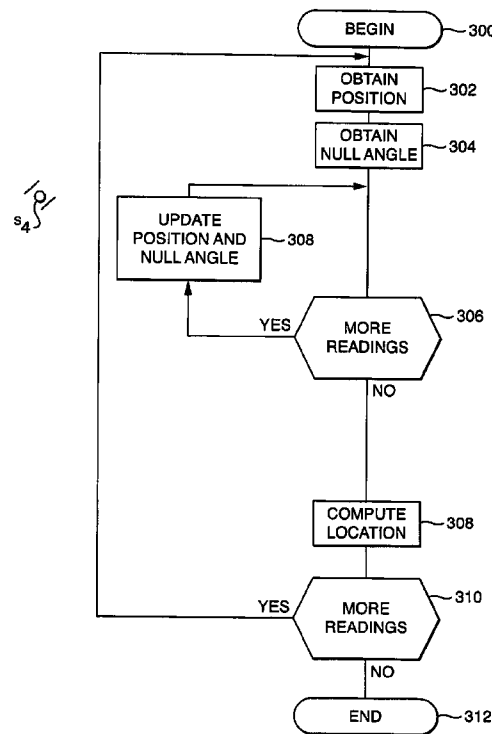 BEGIN
300
OBTAIN
POSITION
302
OBTAIN
NULL ANGLE
304
s4
UPDATE
POSITION AND
NULL ANGLE
308
YES
MORE
READINGS
306
NO
COMPUTE
LOCATION
308
YES
MORE
READINGS
310
NO
END
312